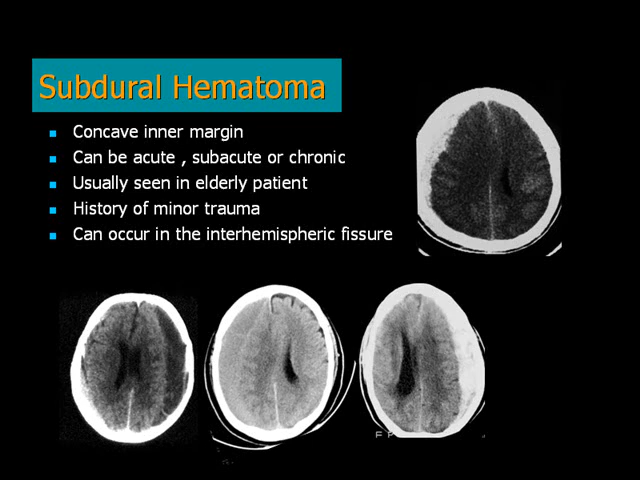 Subdural Hematoma
Concave inner margin
Can be acute , subacute or chronic
Usually seen in elderly patient
History of minor trauma
Can occur in the interhemispheric fissure